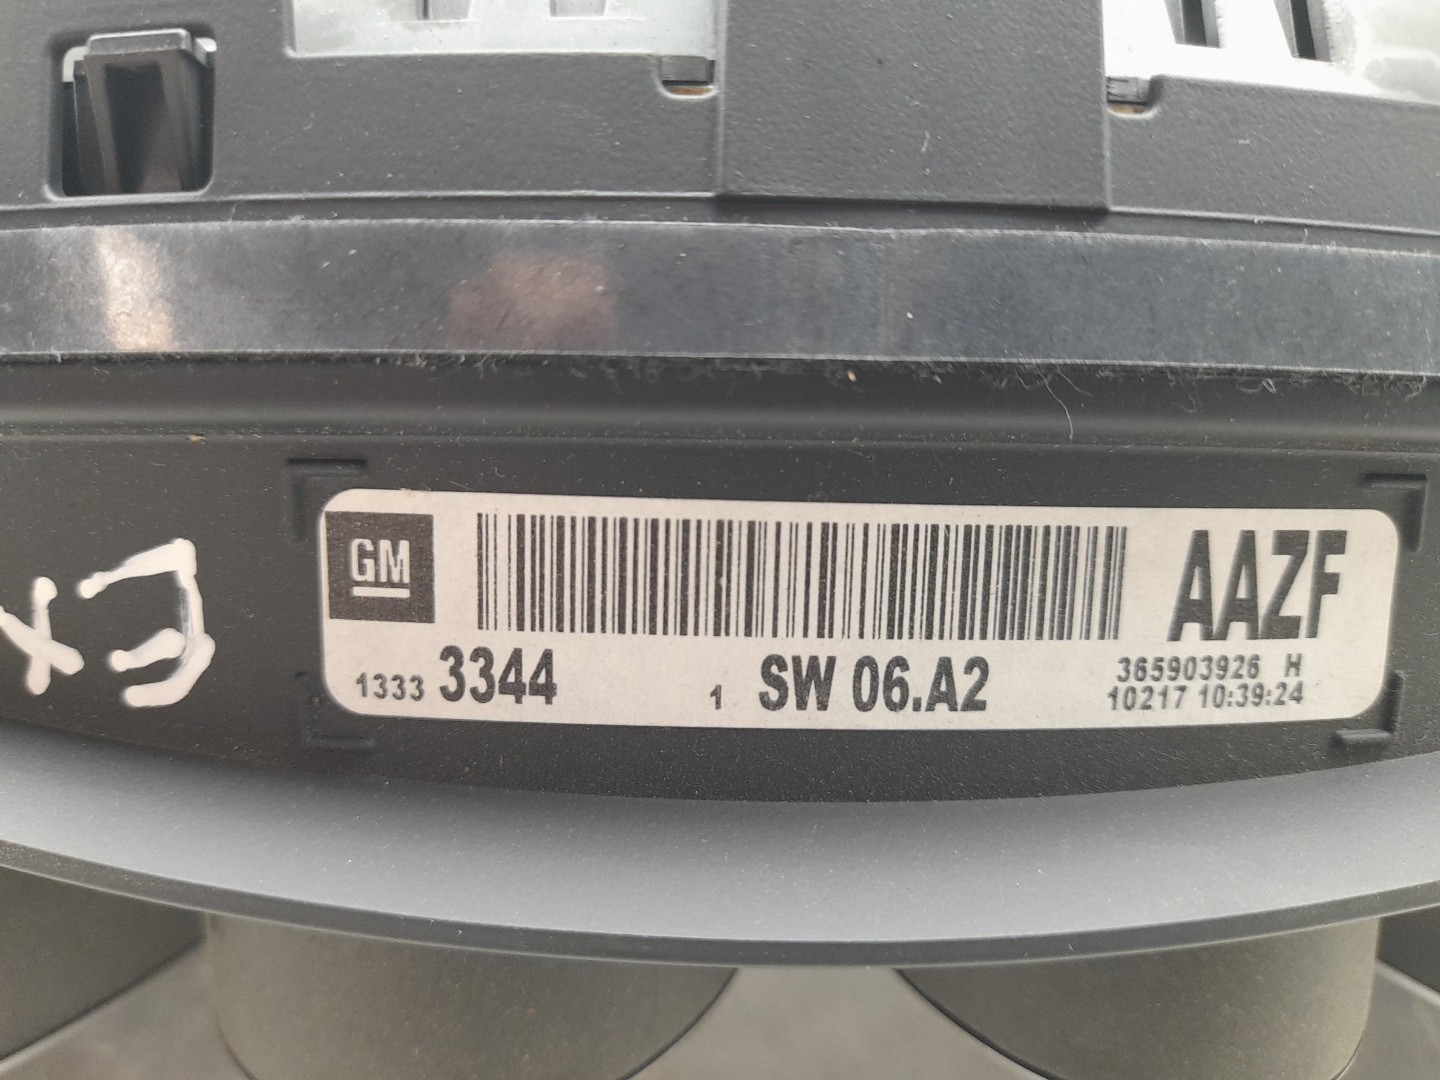 GM
AAZF
1333 3344
1 SW 06.A2
365903926 H
10217 10:39:24